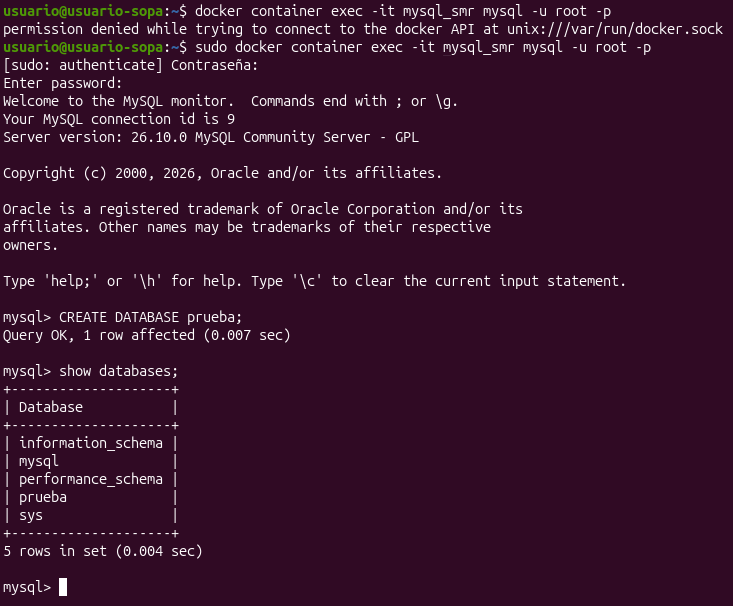 usuario@usuario-sopa:~$ docker container exec -it mysql_smr mysql -u root -p
permission denied while trying to connect to the docker API at unix:///var/run/docker.sock
usuario@usuario-sopa:~$ sudo docker container exec -it mysql_smr mysql -u root -p
[sudo: authenticate] Contraseña:
Enter password:
Welcome to the MySQL monitor.  Commands end with ; or \g.
Your MySQL connection id is 9
Server version: 26.10.0 MySQL Community Server - GPL

Copyright (c) 2000, 2026, Oracle and/or its affiliates.

Oracle is a registered trademark of Oracle Corporation and/or its
affiliates. Other names may be trademarks of their respective
owners.

Type 'help;' or '\h' for help. Type '\c' to clear the current input statement.

mysql> CREATE DATABASE prueba;
Query OK, 1 row affected (0.007 sec)

mysql> show databases;
+--------------------+
| Database           |
+--------------------+
| information_schema |
| mysql              |
| performance_schema |
| prueba             |
| sys                |
+--------------------+
5 rows in set (0.004 sec)

mysql>